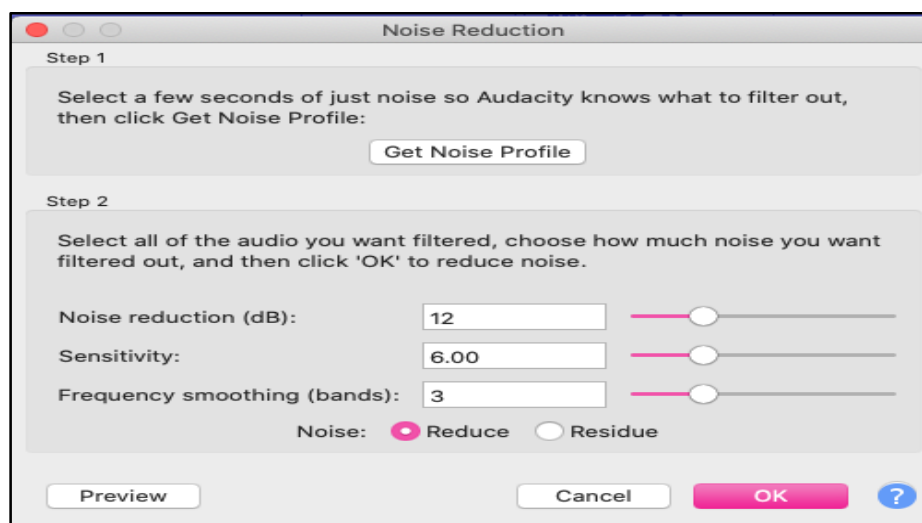 Noise Reduction
Step 1
Select a few seconds of just noise so Audacity knows what to filter out,
then click Get Noise Profile:
Get Noise Profile
Step 2
Select all of the audio you want filtered, choose how much noise you want
filtered out, and then click 'OK' to reduce noise.
Noise reduction (dB): 12
Sensitivity: 6.00
Frequency smoothing (bands): 3
Noise: Reduce Residue
Preview Cancel OK ?